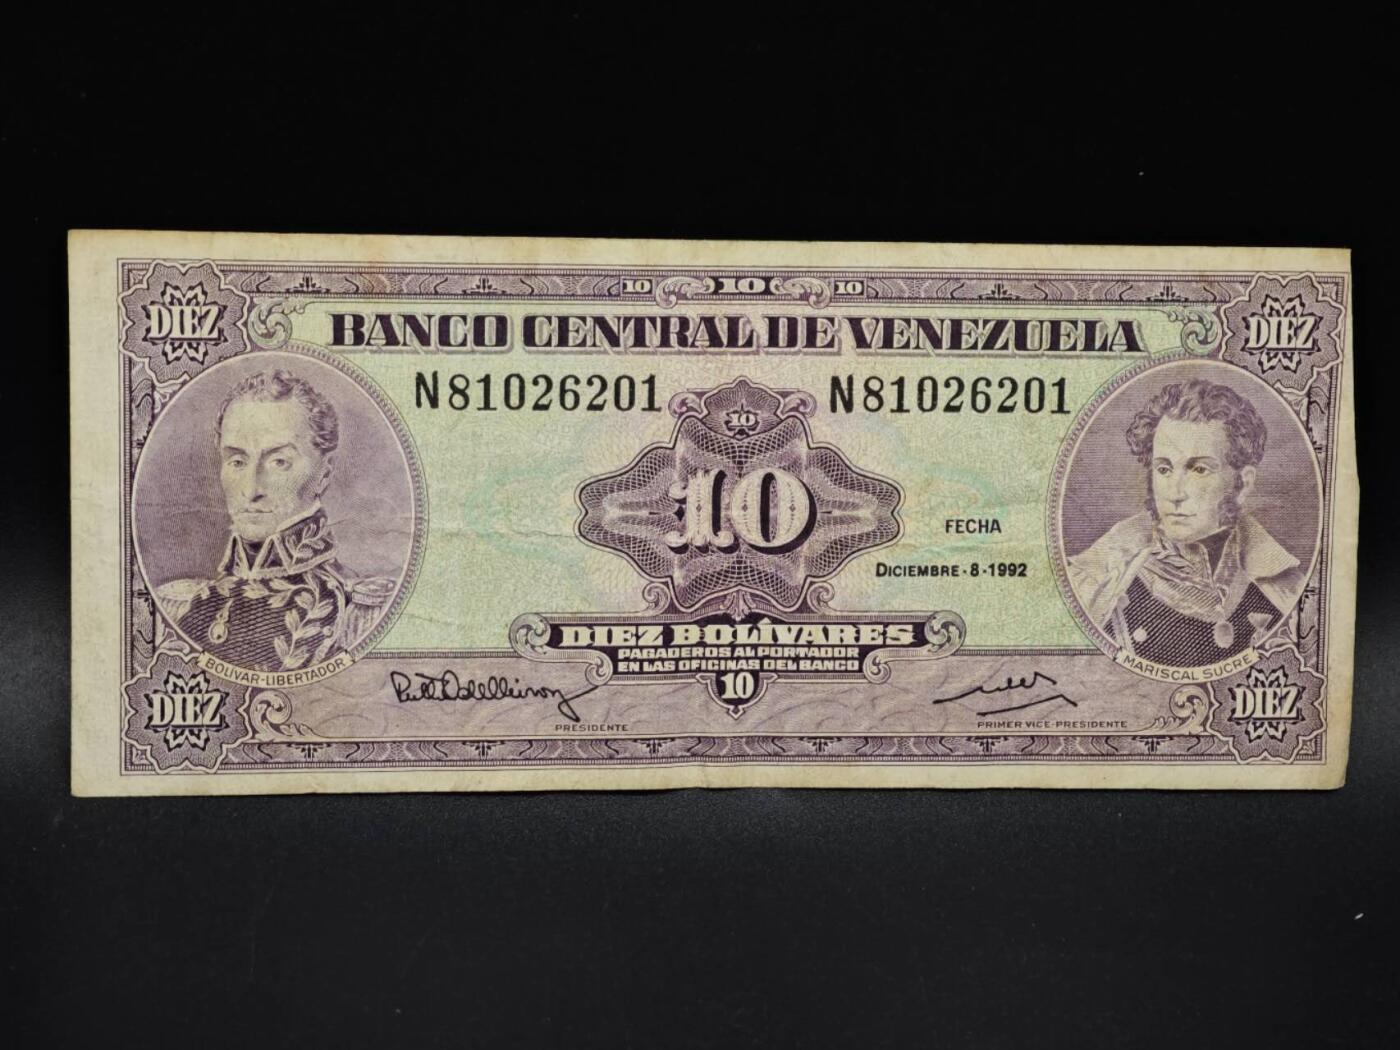 10 10 10
DIEZ DIEZ
BANCO CENTRAL DE VENEZUELA
N81026201 N81026201
10
10
FECHA
DICIEMBRE-8-1992
DIEZ BOLÍVARES
PAGADEROS AL PORTADOR
EN LAS OFICINAS DEL BANCO
BOLIVAR-LIBERTADOR
MARISCAL SUCRE
10
DIEZ DIEZ
PRESIDENTE
PRIMER VICE-PRESIDENTE